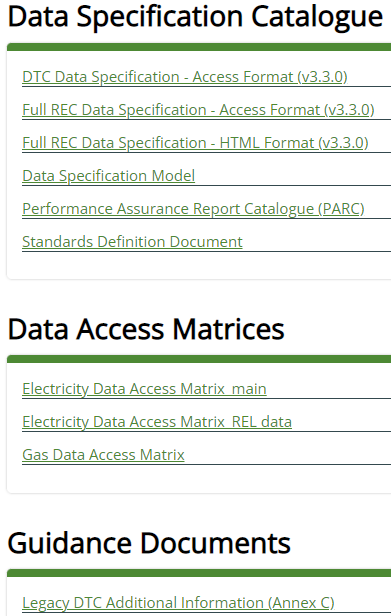 Data Specification Catalogue
DTC Data Specification - Access Format (v3.3.0)
Full REC Data Specification - Access Format (v3.3.0)
Full REC Data Specification - HTML Format (v3.3.0)
Data Specification Model
Performance Assurance Report Catalogue (PARC)
Standards Definition Document
Data Access Matrices
Electricity Data Access Matrix_main
Electricity Data Access Matrix_REL data
Gas Data Access Matrix
Guidance Documents
Legacy DTC Additional Information (Annex C)